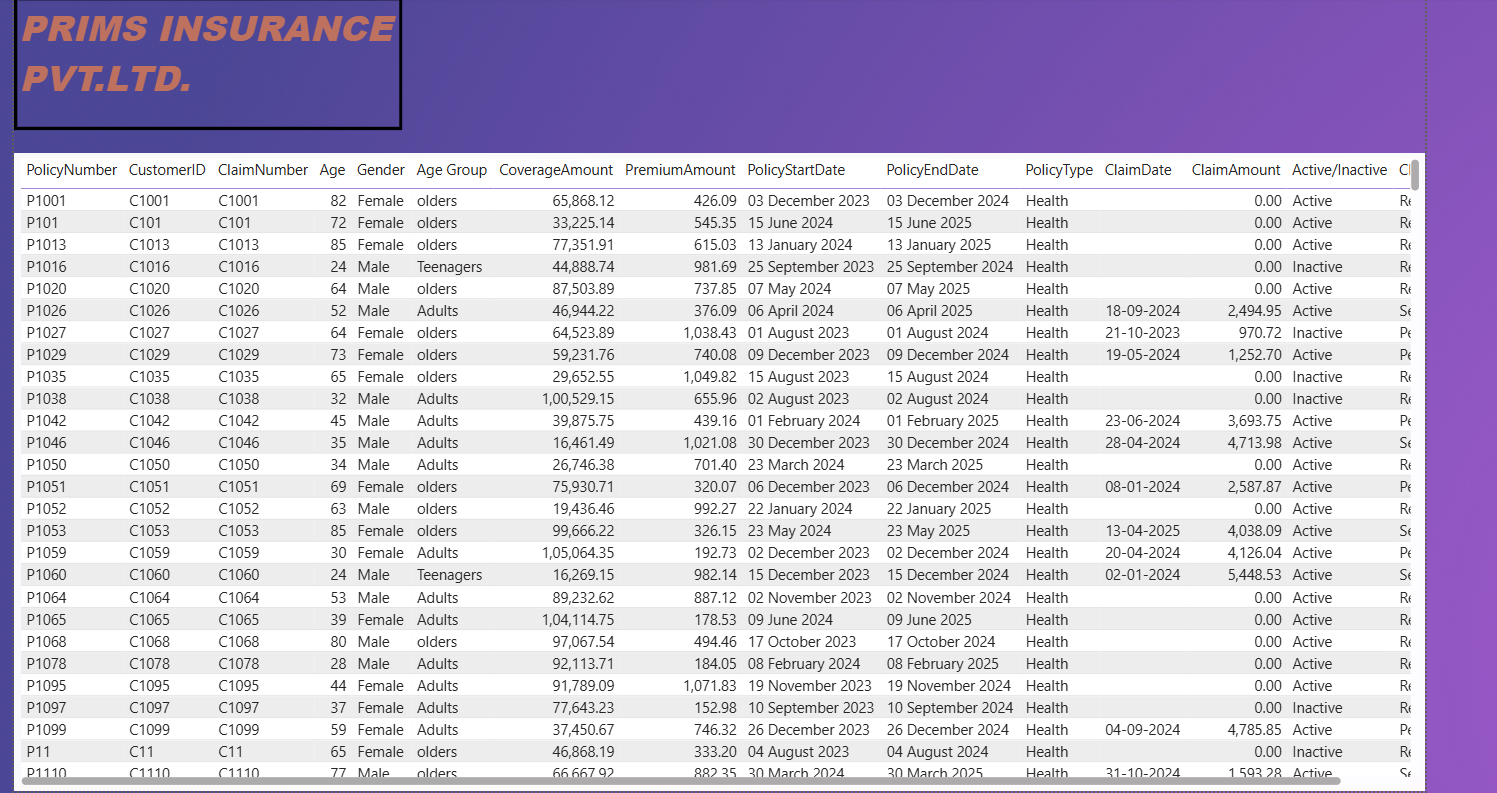 PRIMS INSURANCE
PVT.LTD.
PolicyNumber CustomerID ClaimNumber Age Gender Age Group CoverageAmount PremiumAmount PolicyStartDate PolicyEndDate PolicyType ClaimDate ClaimAmount Active/Inactive
P1001 C1001 C1001 82 Female olders 65,868.12 426.09 03 December 2023 03 December 2024 Health 0.00 Active
P101 C101 C101 72 Female olders 33,225.14 545.35 15 June 2024 15 June 2025 Health 0.00 Active
P1013 C1013 C1013 85 Female olders 77,351.91 615.03 13 January 2024 13 January 2025 Health 0.00 Active
P1016 C1016 C1016 24 Male Teenagers 44,888.74 981.69 25 September 2023 25 September 2024 Health 0.00 Inactive
P1020 C1020 C1020 64 Male olders 87,503.89 737.85 07 May 2024 07 May 2025 Health 0.00 Active
P1026 C1026 C1026 52 Male Adults 46,944.22 376.09 06 April 2024 06 April 2025 Health 18-09-2024 2,494.95 Active
P1027 C1027 C1027 64 Female olders 64,523.89 1,038.43 01 August 2023 01 August 2024 Health 21-10-2023 970.72 Inactive
P1029 C1029 C1029 73 Female olders 59,231.76 740.08 09 December 2023 09 December 2024 Health 19-05-2024 1,252.70 Active
P1035 C1035 C1035 65 Female olders 29,652.55 1,049.82 15 August 2023 15 August 2024 Health 0.00 Inactive
P1038 C1038 C1038 32 Male Adults 1,00,529.15 655.96 02 August 2023 02 August 2024 Health 0.00 Inactive
P1042 C1042 C1042 45 Male Adults 39,875.75 439.16 01 February 2024 01 February 2025 Health 23-06-2024 3,693.75 Active
P1046 C1046 C1046 35 Male Adults 16,461.49 1,021.08 30 December 2023 30 December 2024 Health 28-04-2024 4,713.98 Active
P1050 C1050 C1050 34 Male Adults 26,746.38 701.40 23 March 2024 23 March 2025 Health 0.00 Active
P1051 C1051 C1051 69 Female olders 75,930.71 320.07 06 December 2023 06 December 2024 Health 08-01-2024 2,587.87 Active
P1052 C1052 C1052 63 Male olders 19,436.46 992.27 22 January 2024 22 January 2025 Health 0.00 Active
P1053 C1053 C1053 85 Female olders 99,666.22 326.15 23 May 2024 23 May 2025 Health 13-04-2025 4,038.09 Active
P1059 C1059 C1059 30 Female Adults 1,05,064.35 192.73 02 December 2023 02 December 2024 Health 20-04-2024 4,126.04 Active
P1060 C1060 C1060 24 Male Teenagers 16,269.15 982.14 15 December 2023 15 December 2024 Health 02-01-2024 5,448.53 Active
P1064 C1064 C1064 53 Male Adults 89,232.62 887.12 02 November 2023 02 November 2024 Health 0.00 Active
P1065 C1065 C1065 39 Female Adults 1,04,114.75 178.53 09 June 2024 09 June 2025 Health 0.00 Active
P1068 C1068 C1068 80 Male olders 97,067.54 494.46 17 October 2023 17 October 2024 Health 0.00 Active
P1078 C1078 C1078 28 Male Adults 92,113.71 184.05 08 February 2024 08 February 2025 Health 0.00 Active
P1095 C1095 C1095 44 Female Adults 91,789.09 1,071.83 19 November 2023 19 November 2024 Health 0.00 Active
P1097 C1097 C1097 37 Female Adults 77,643.23 152.98 10 September 2023 10 September 2024 Health 0.00 Inactive
P1099 C1099 C1099 59 Female Adults 37,450.67 746.32 26 December 2023 26 December 2024 Health 04-09-2024 4,785.85 Active
P11 C11 C11 65 Female olders 46,868.19 333.20 04 August 2023 04 August 2024 Health 0.00 Inactive
P1110 C1110 C1110 77 Male olders 66,667.92 882.35 30 March 2024 30 March 2025 Health 31-10-2024 1,593.28 Active